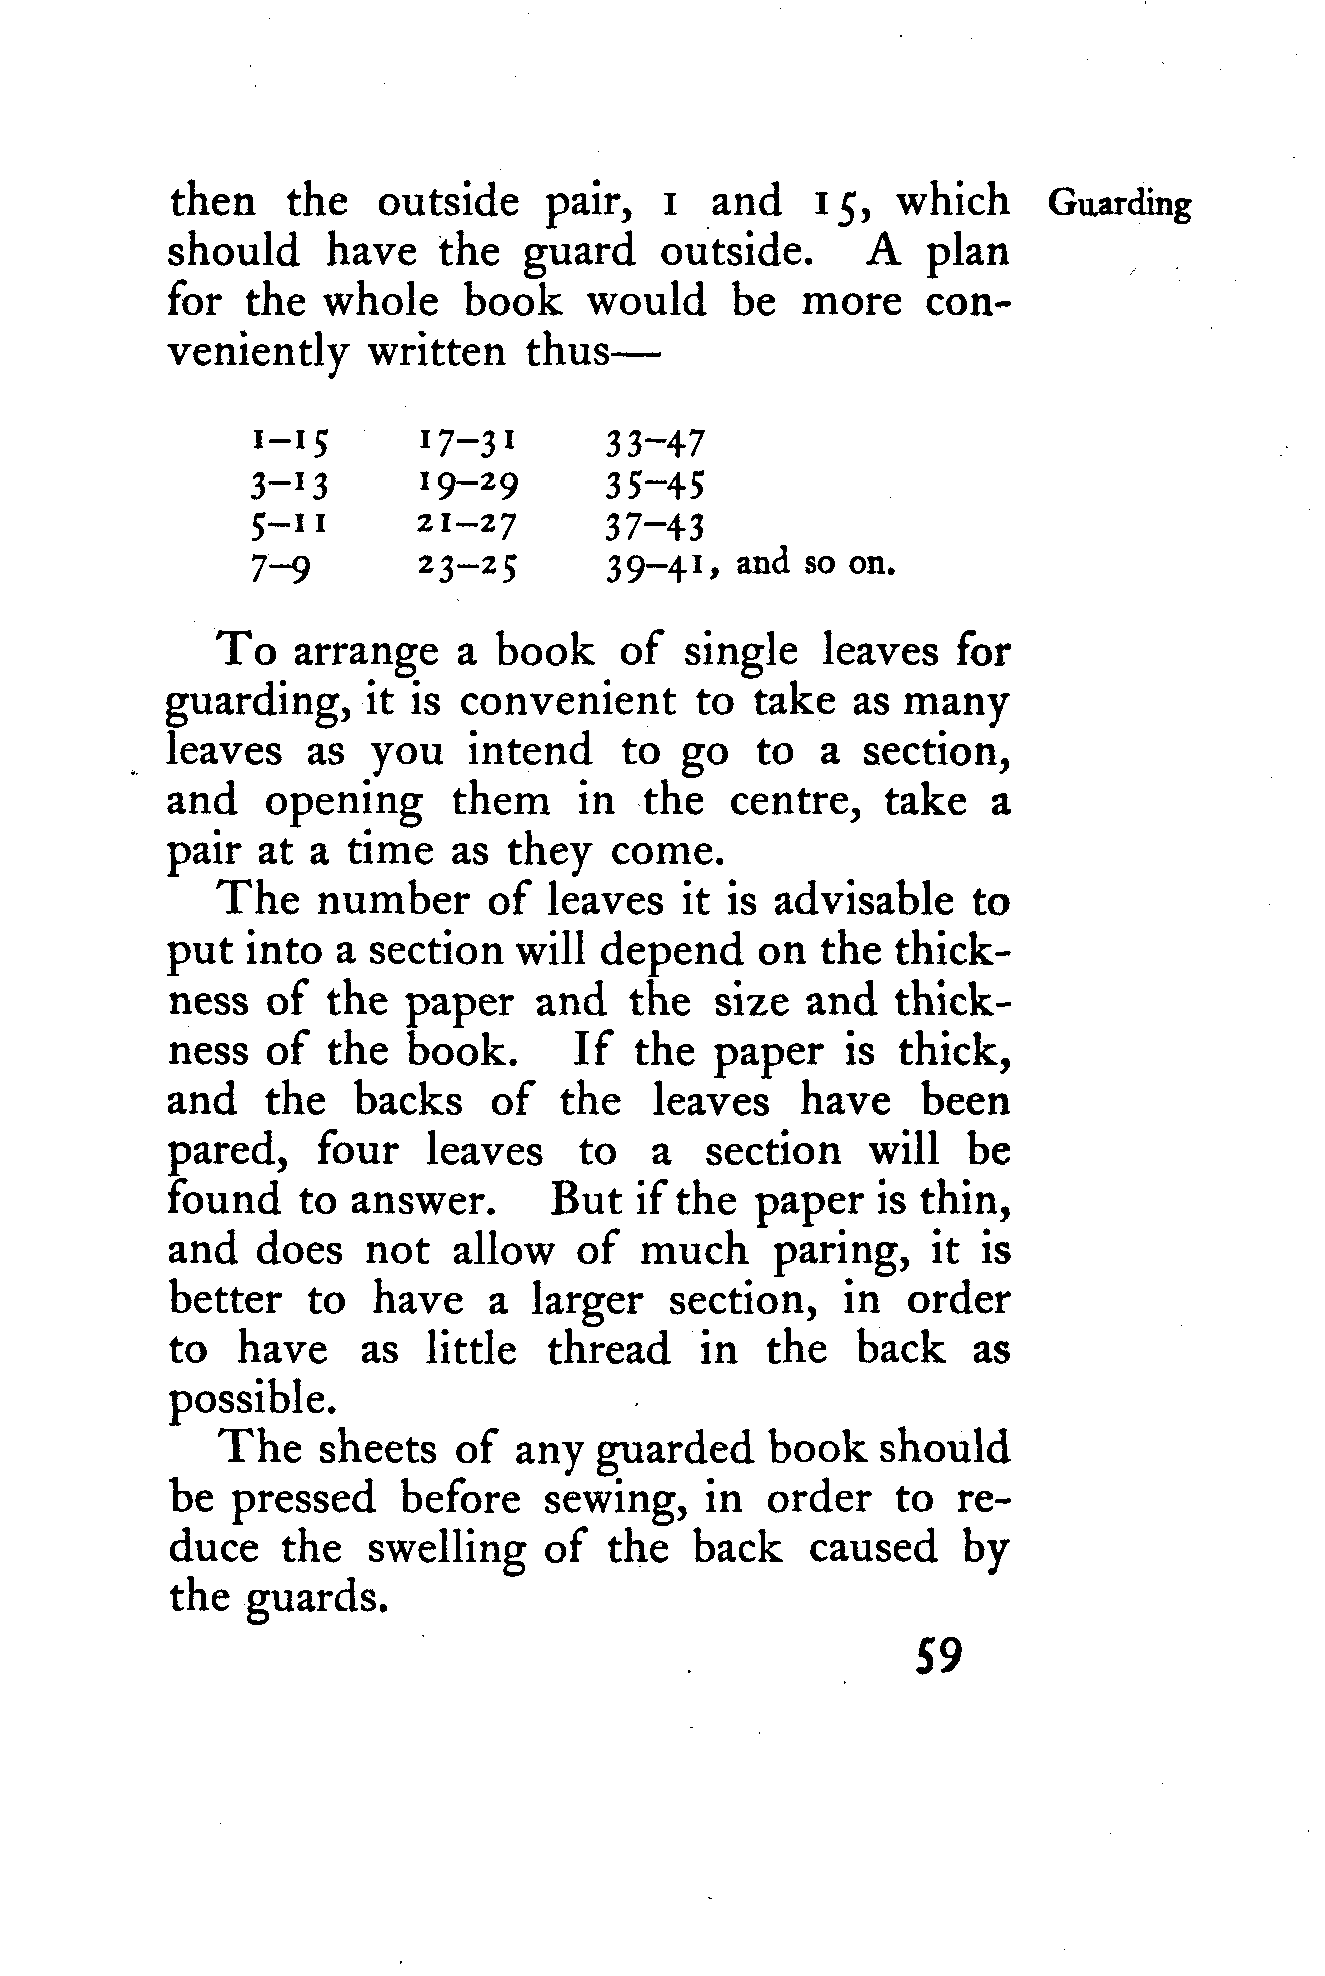 then the outside pair, 1 and 15, which Guarding
should have the guard outside. A plan
for the whole book would be more con-
veniently written thus—
1–15 17–31 33–47
3–13 19–29 35–45
5–11 21–27 37–43
7–9 23–25 39–41, and so on.
To arrange a book of single leaves for
guarding, it is convenient to take as many
leaves as you intend to go to a section,
and opening them in the centre, take a
pair at a time as they come.
The number of leaves it is advisable to
put into a section will depend on the thick-
ness of the paper and the size and thick-
ness of the book. If the paper is thick,
and the backs of the leaves have been
pared, four leaves to a section will be
found to answer. But if the paper is thin,
and does not allow of much paring, it is
better to have a larger section, in order
to have as little thread in the back as
possible.
The sheets of any guarded book should
be pressed before sewing, in order to re-
duce the swelling of the back caused by
the guards.
59